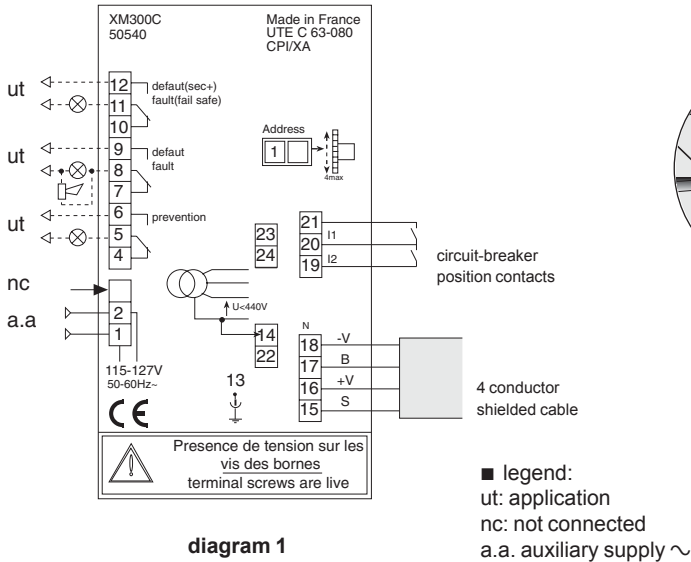 XM300C
50540
Made in France
UTE C 63-080
CPI/XA
ut
12
defaut(sec+)
11
fault(fail safe)
10
Address
1
4max
ut
9
defaut
8
fault
7
ut
6
prevention
5
4
23
24
21
20
I1
19
I2
circuit-breaker
position contacts
nc
a.a
2
1
U<440V
14
22
N
18
-V
17
B
16
+V
15
S
4 conductor
shielded cable
115-127V
50-60Hz~
13
CE
Presence de tension sur les
vis des bornes
terminal screws are live
■ legend:
ut: application
nc: not connected
a.a. auxiliary supply ~
diagram 1